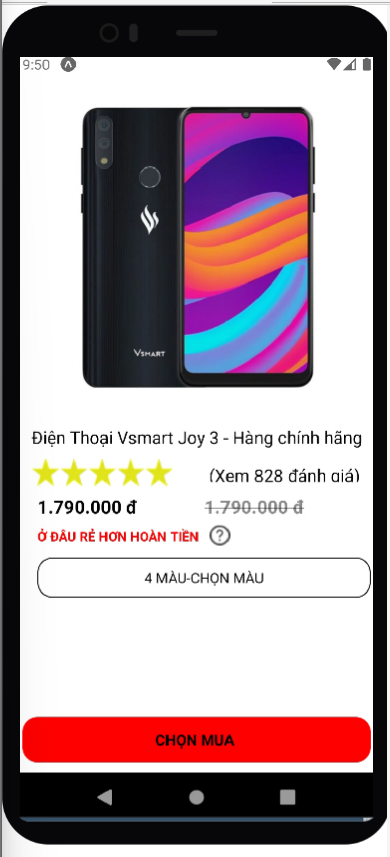 9:50
VSMART
Điện Thoại Vsmart Joy 3 - Hàng chính hãng
(Xem 828 đánh giá)
1.790.000 đ 1.790.000 đ
Ở ĐÂU RẺ HƠN HOÀN TIỀN ?
4 MÀU-CHỌN MÀU
CHỌN MUA